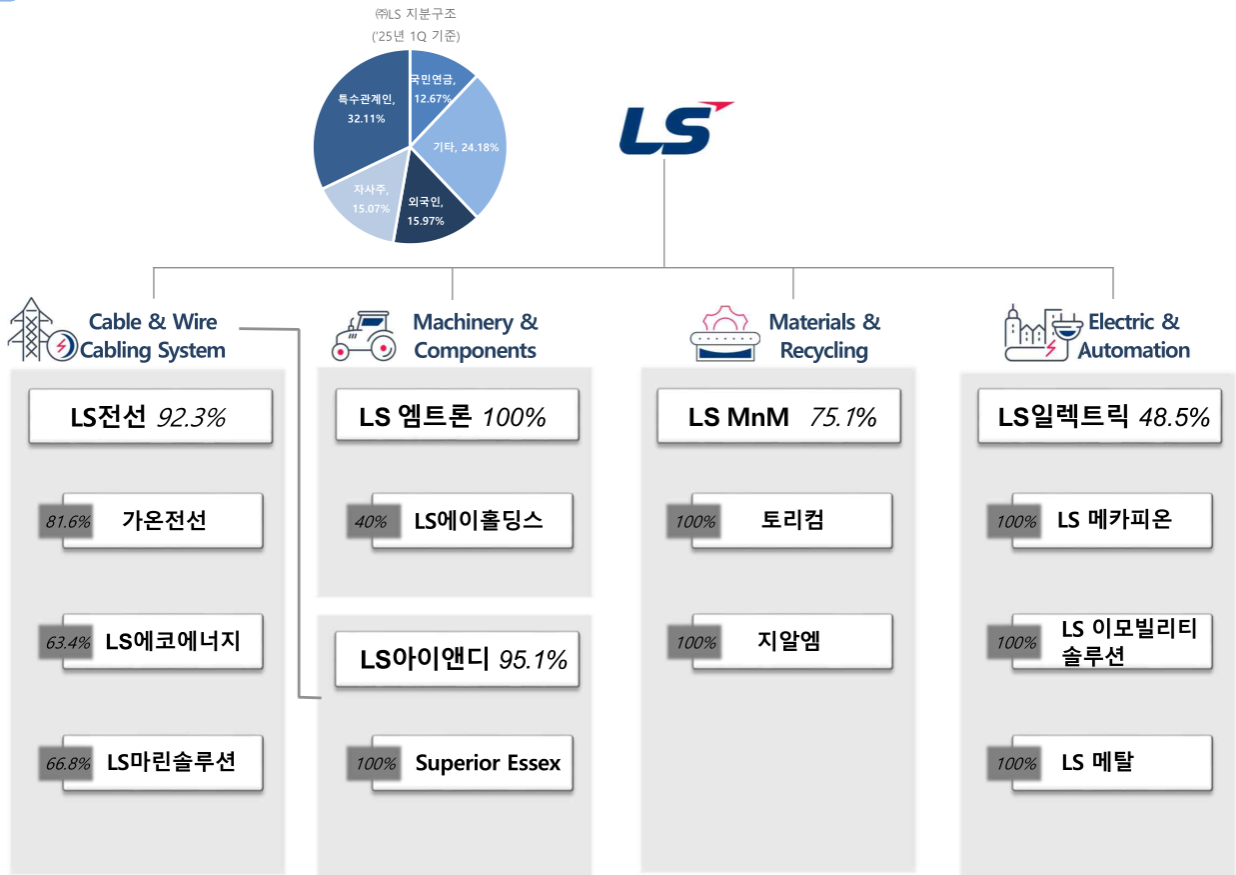 ㈜LS 지분구조
('25년 1Q 기준)
국민연금,
12.67%
특수관계인,
32.11%
기타, 24.18%
자사주,
15.07%
외국인,
15.97%
LS
Cable & Wire
Cabling System
Machinery &
Components
Materials &
Recycling
Electric &
Automation
LS전선 92.3%
81.6% 가온전선
63.4% LS에코에너지
66.8% LS마린솔루션
LS 엠트론 100%
40% LS에이홀딩스
LS아이앤디 95.1%
100% Superior Essex
LS MnM 75.1%
100% 토리컴
100% 지알엠
LS일렉트릭 48.5%
100% LS 메카피온
100% LS 이모빌리티
솔루션
100% LS 메탈